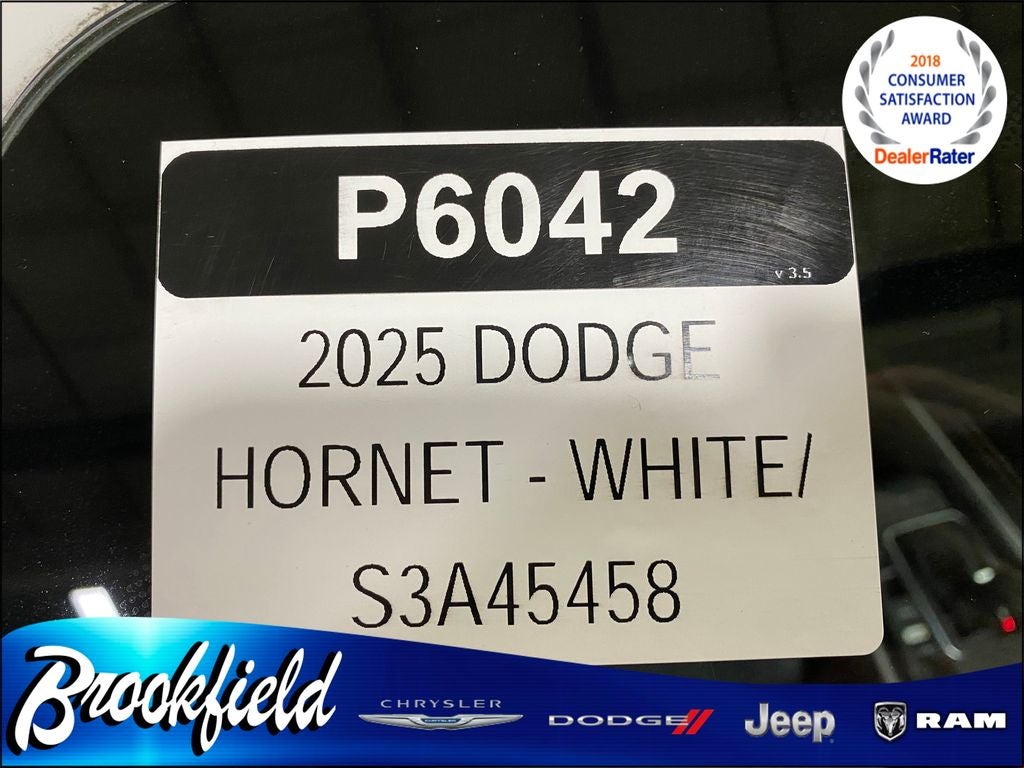 2018
CONSUMER
SATISFACTION
AWARD
DealerRater
P6042
v 3.5
2025 DODGE
HORNET - WHITE/
S3A45458
Brookfield
CHRYSLER
DODGE
Jeep
RAM